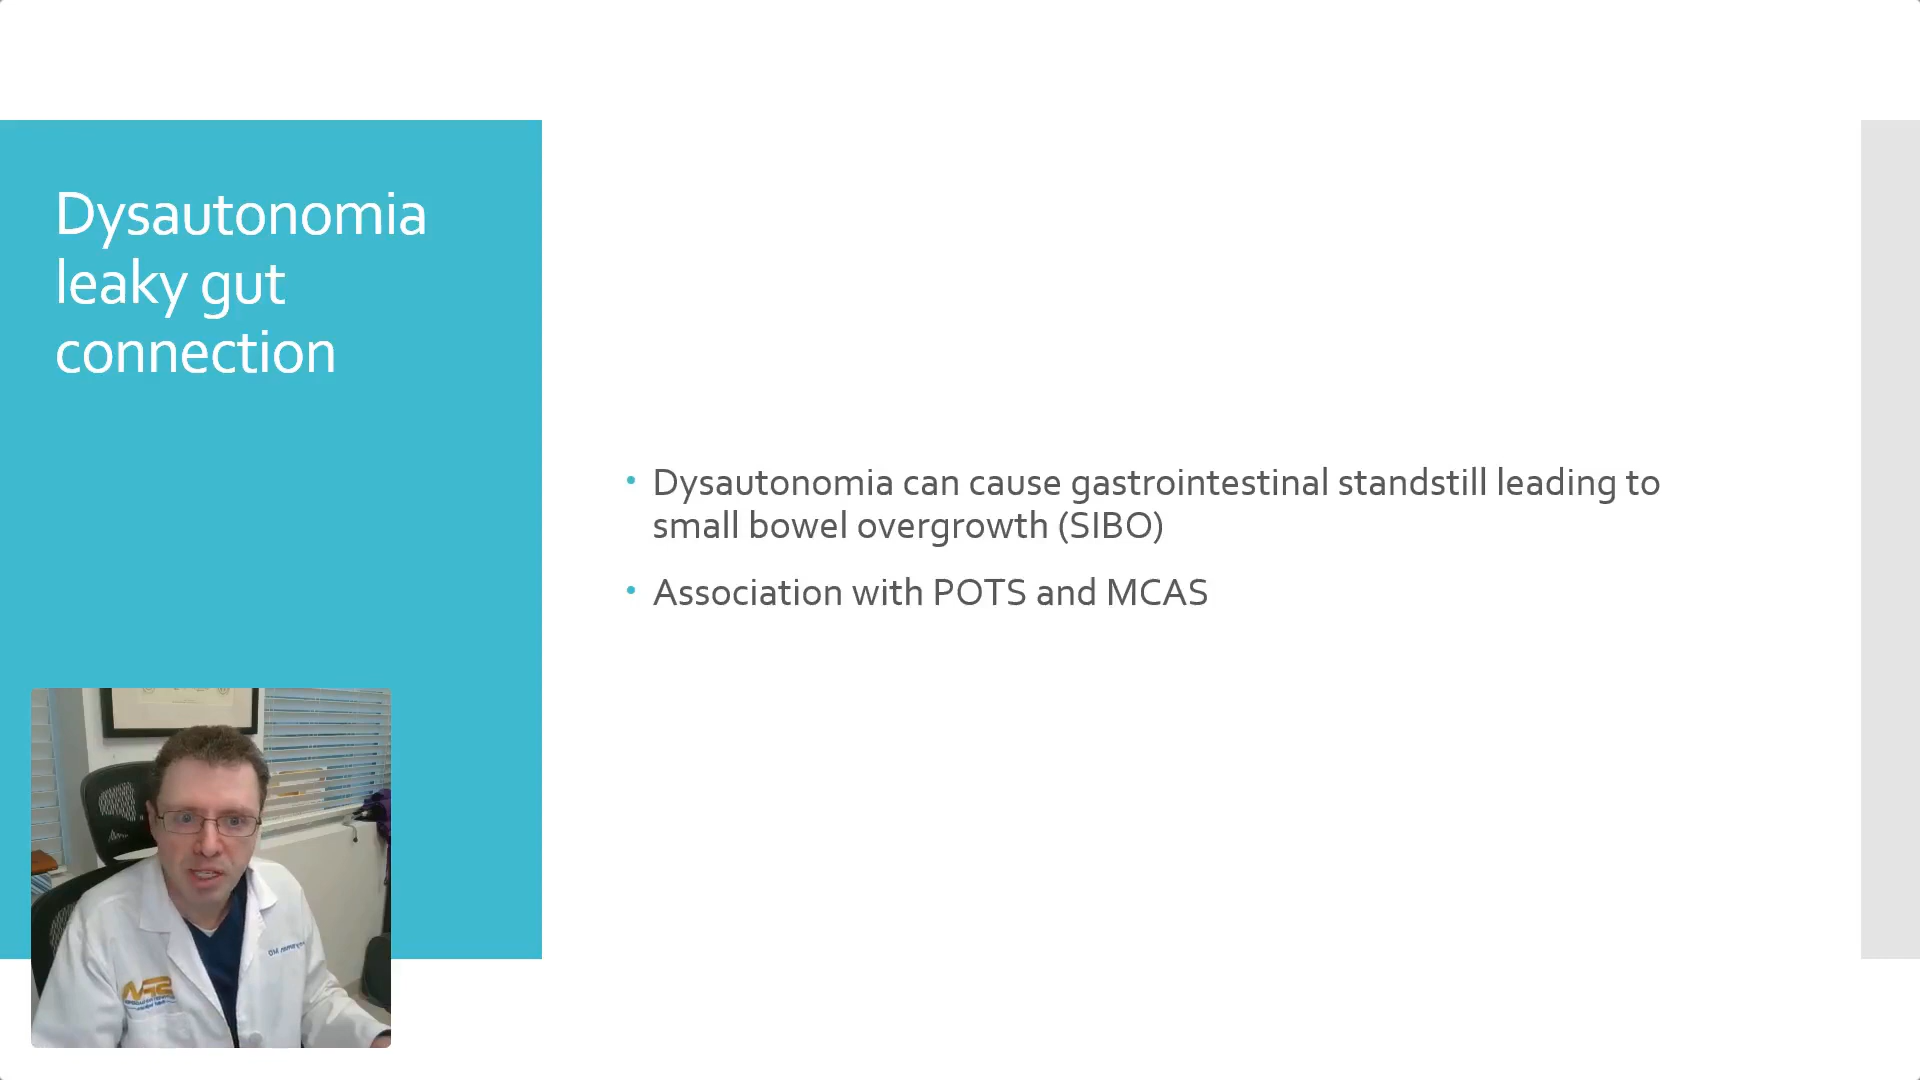 Dysautonomia
leaky gut
connection
• Dysautonomia can cause gastrointestinal standstill leading to
small bowel overgrowth (SIBO)
• Association with POTS and MCAS